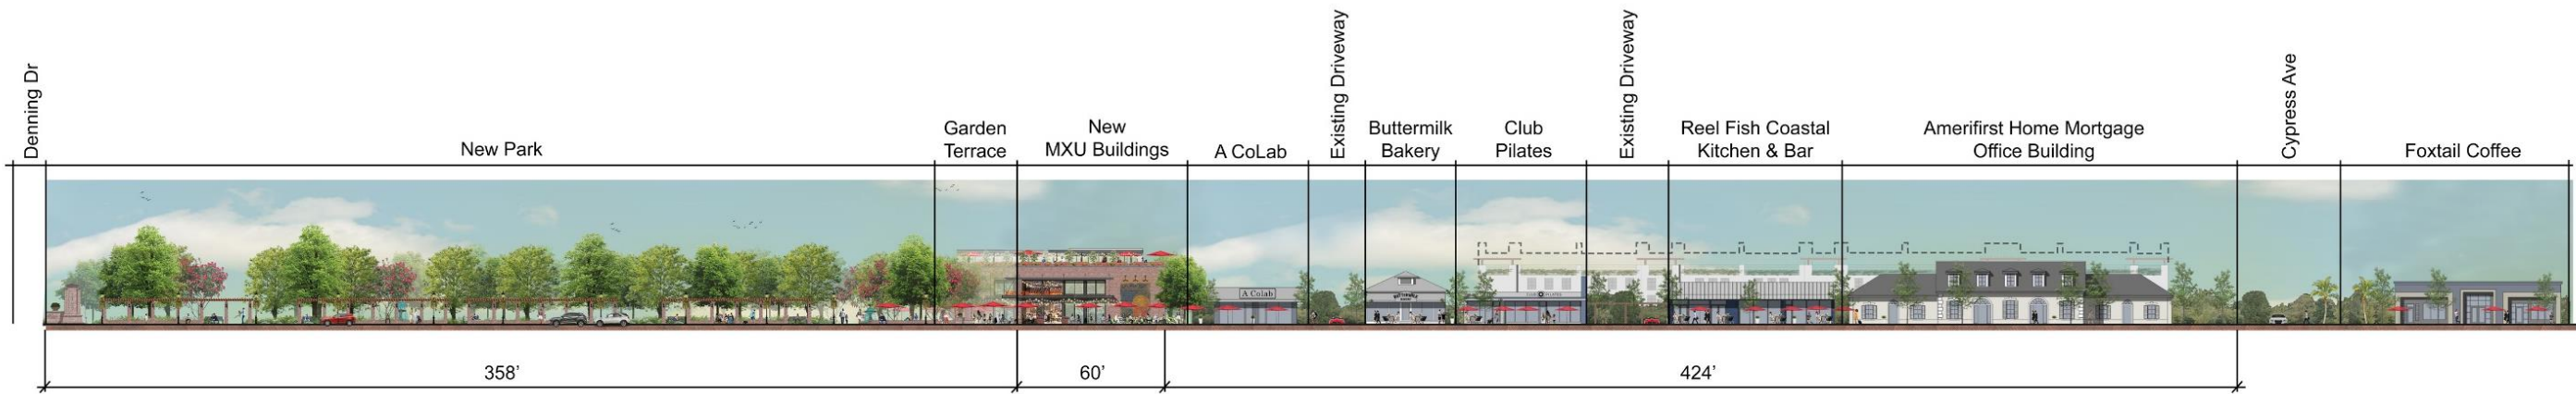 Denning Dr
New Park
Garden
Terrace
New
MXU Buildings
A CoLab
Existing Driveway
Buttermilk
Bakery
Club
Pilates
Existing Driveway
Reel Fish Coastal
Kitchen & Bar
Amerifirst Home Mortgage
Office Building
Cypress Ave
Foxtail Coffee
A Colab
358’
60’
424’